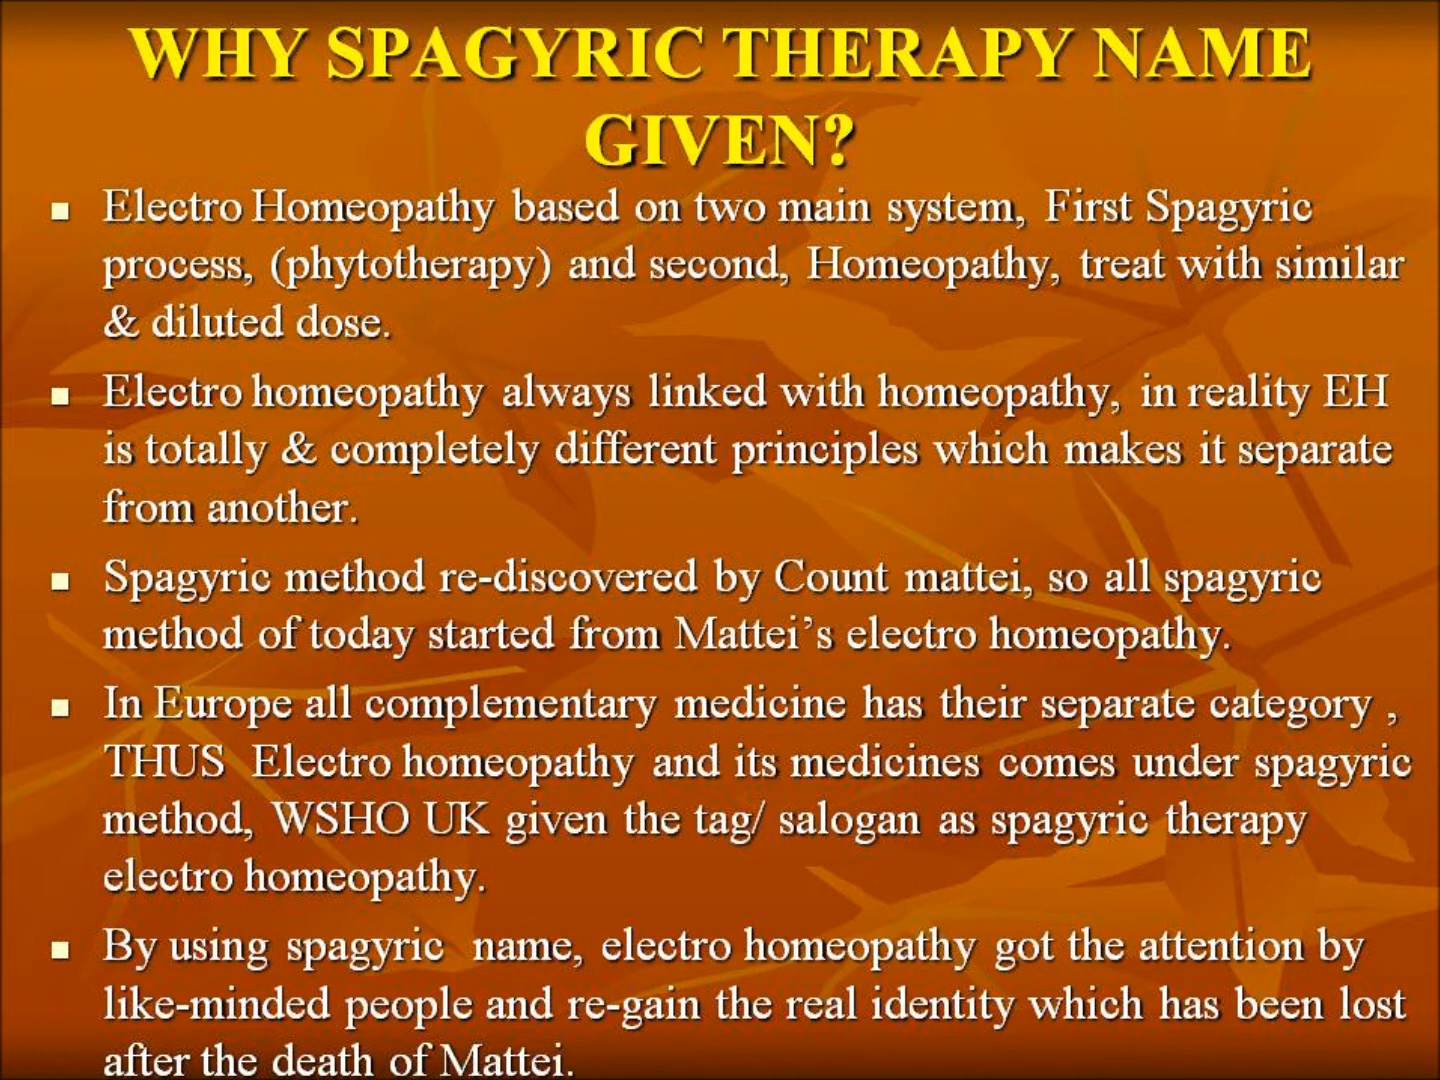 WHY SPAGYRIC THERAPY NAME
GIVEN?
Electro Homeopathy based on two main system, First Spagyric
process, (phytotherapy) and second, Homeopathy, treat with similar
& diluted dose.
Electro homeopathy always linked with homeopathy, in reality EH
is totally & completely different principles which makes it separate
from another.
Spagyric method re-discovered by Count mattei, so all spagyric
method of today started from Mattei's electro homeopathy.
In Europe all complementary medicine has their separate category ,
THUS Electro homeopathy and its medicines comes under spagyric
method, WSHO UK given the tag/ salogan as spagyric therapy
electro homeopathy.
By using spagyric name, electro homeopathy got the attention by
like-minded people and re-gain the real identity which has been lost
after the death of Mattei.